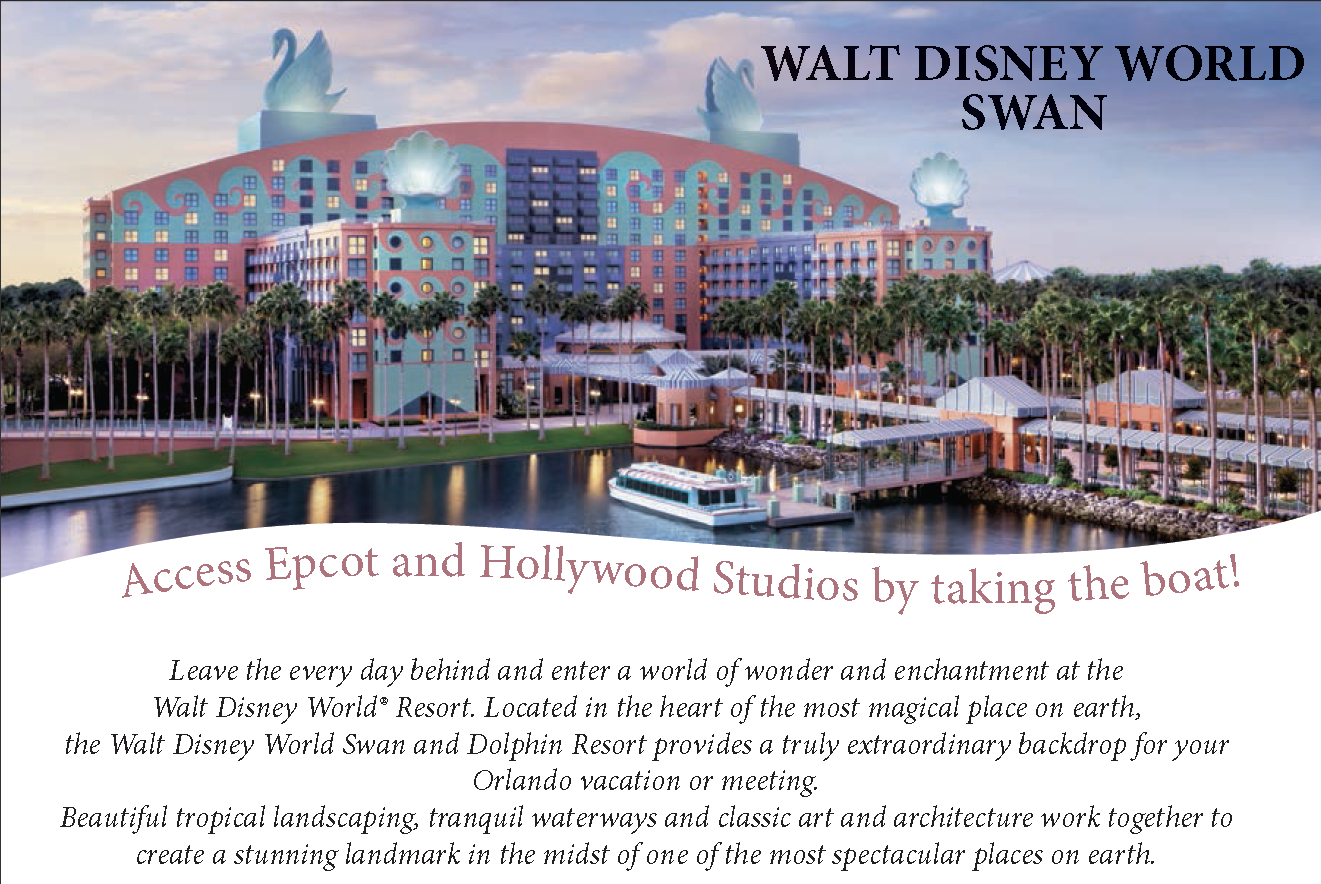 WALT DISNEY WORLD
SWAN
Access Epcot and Hollywood Studios by taking the boat!
Leave the every day behind and enter a world of wonder and enchantment at the
Walt Disney World® Resort. Located in the heart of the most magical place on earth,
the Walt Disney World Swan and Dolphin Resort provides a truly extraordinary backdrop for your
Orlando vacation or meeting.
Beautiful tropical landscaping, tranquil waterways and classic art and architecture work together to
create a stunning landmark in the midst of one of the most spectacular places on earth.